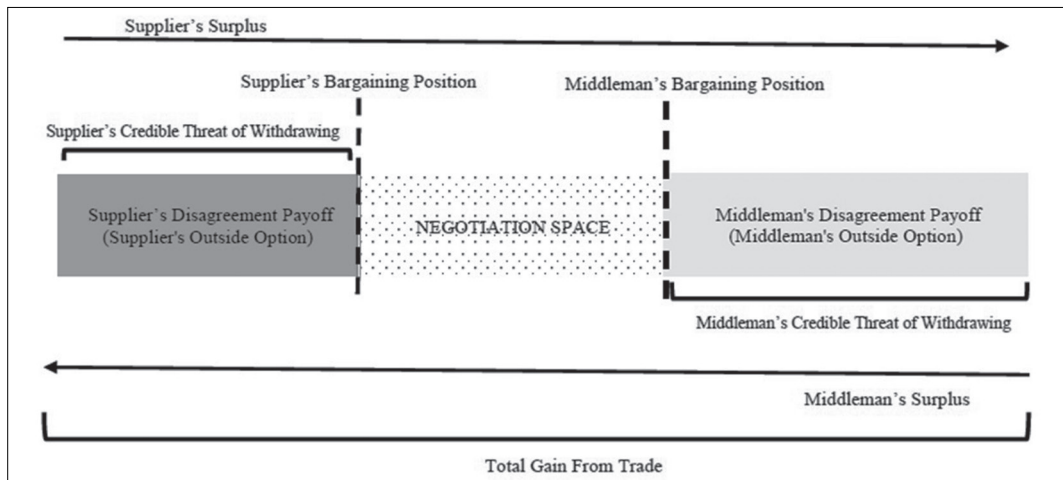 Supplier’s Surplus
Supplier’s Bargaining Position
Middleman’s Bargaining Position
Supplier’s Credible Threat of Withdrawing
Supplier’s Disagreement Payoff
(Supplier's Outside Option)
NEGOTIATION SPACE
Middleman's Disagreement Payoff
(Middleman's Outside Option)
Middleman’s Credible Threat of Withdrawing
Middleman’s Surplus
Total Gain From Trade